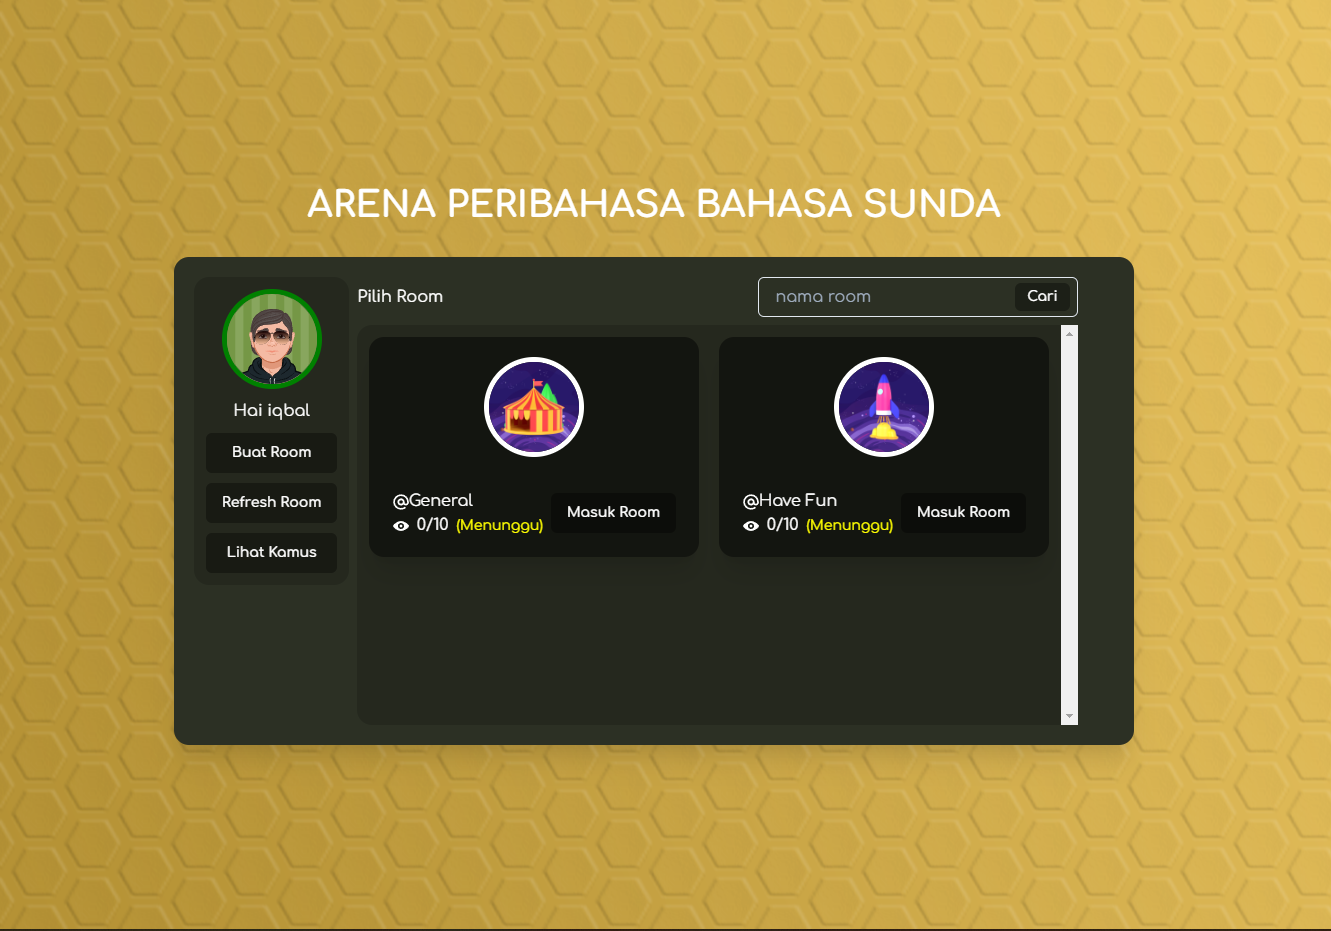 ARENA PERIBAHASA BAHASA SUNDA
Hai iqbal
Buat Room
Refresh Room
Lihat Kamus
Pilih Room
nama room
Cari
@General
0/10 (Menunggu)
Masuk Room
@Have Fun
0/10 (Menunggu)
Masuk Room